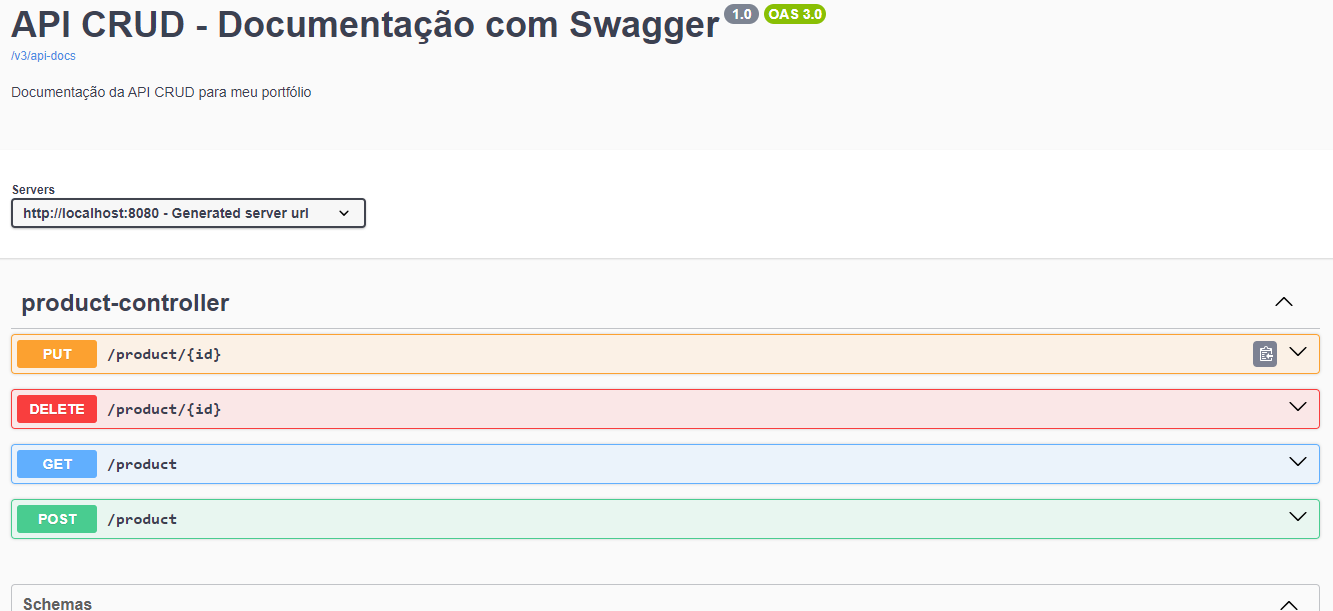 API CRUD - Documentação com Swagger 1.0 OAS 3.0
/v3/api-docs
Documentação da API CRUD para meu portfólio
Servers
http://localhost:8080 - Generated server url
product-controller
PUT /product/{id}
DELETE /product/{id}
GET /product
POST /product
Schemas